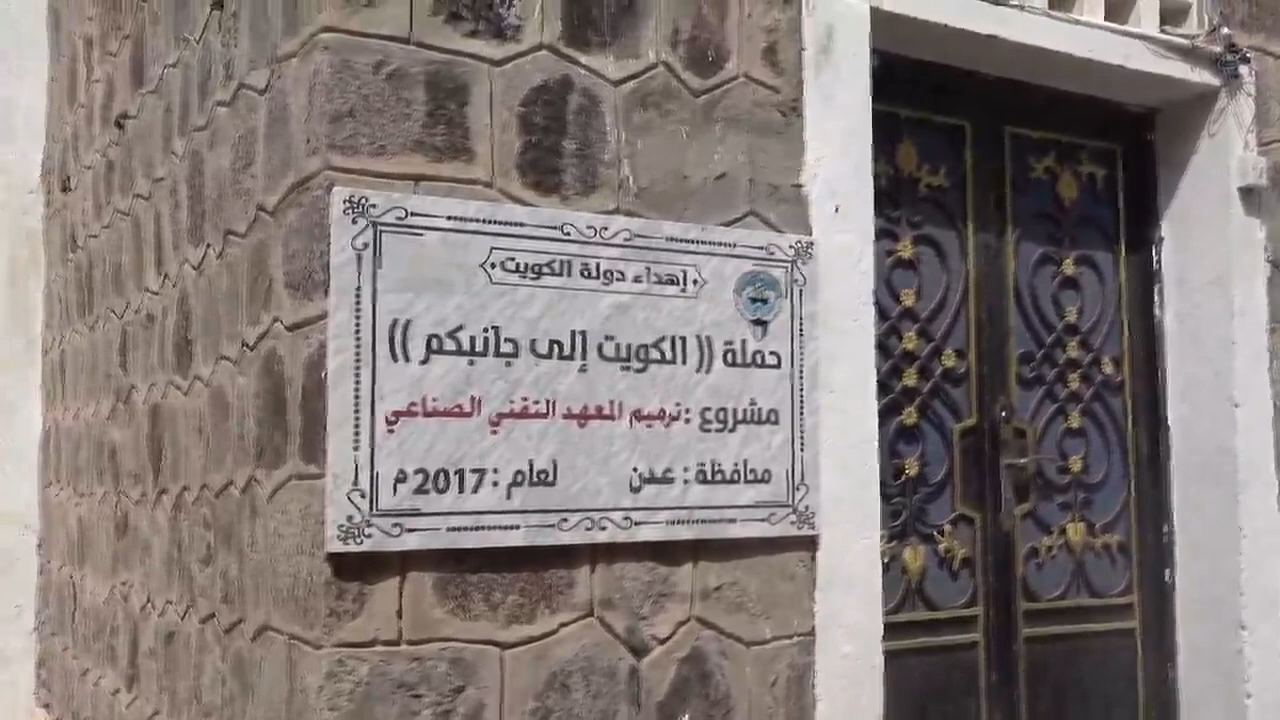 إهداء دولة الكويت
حملة (( الكويت إلى جانبكم ))
مشروع : ترميم المعهد التقني الصناعي
محافظة : عدن لعام : 2017م